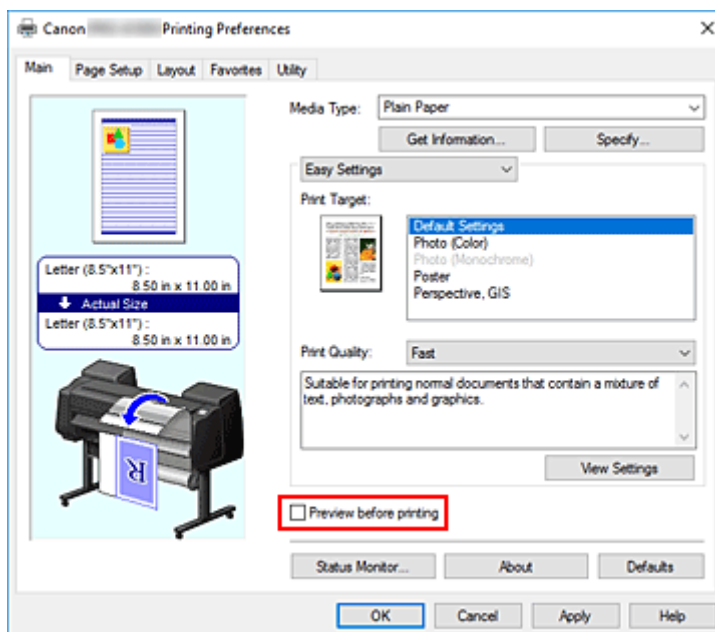 Canon Printing Preferences
Main Page Setup Layout Favorites Utility
Media Type: Plain Paper
Get Information... Specify...
Easy Settings
Print Target:
Default Settings
Photo (Color)
Photo (Monochrome)
Poster
Perspective, GIS
Letter (8.5"x11") :
8.50 in x 11.00 in
Actual Size
Letter (8.5"x11") :
8.50 in x 11.00 in
Print Quality: Fast
Suitable for printing normal documents that contain a mixture of
text, photographs and graphics.
View Settings
R
Preview before printing
Status Monitor... About Defaults
OK Cancel Apply Help